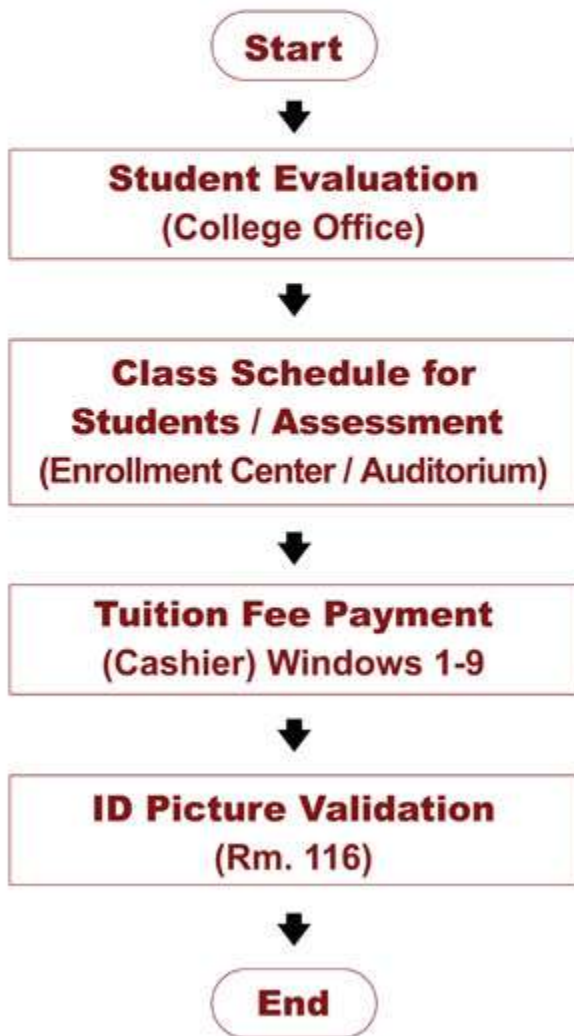 Start
Student Evaluation
(College Office)
Class Schedule for
Students / Assessment
(Enrollment Center / Auditorium)
Tuition Fee Payment
(Cashier) Windows 1-9
ID Picture Validation
(Rm. 116)
End